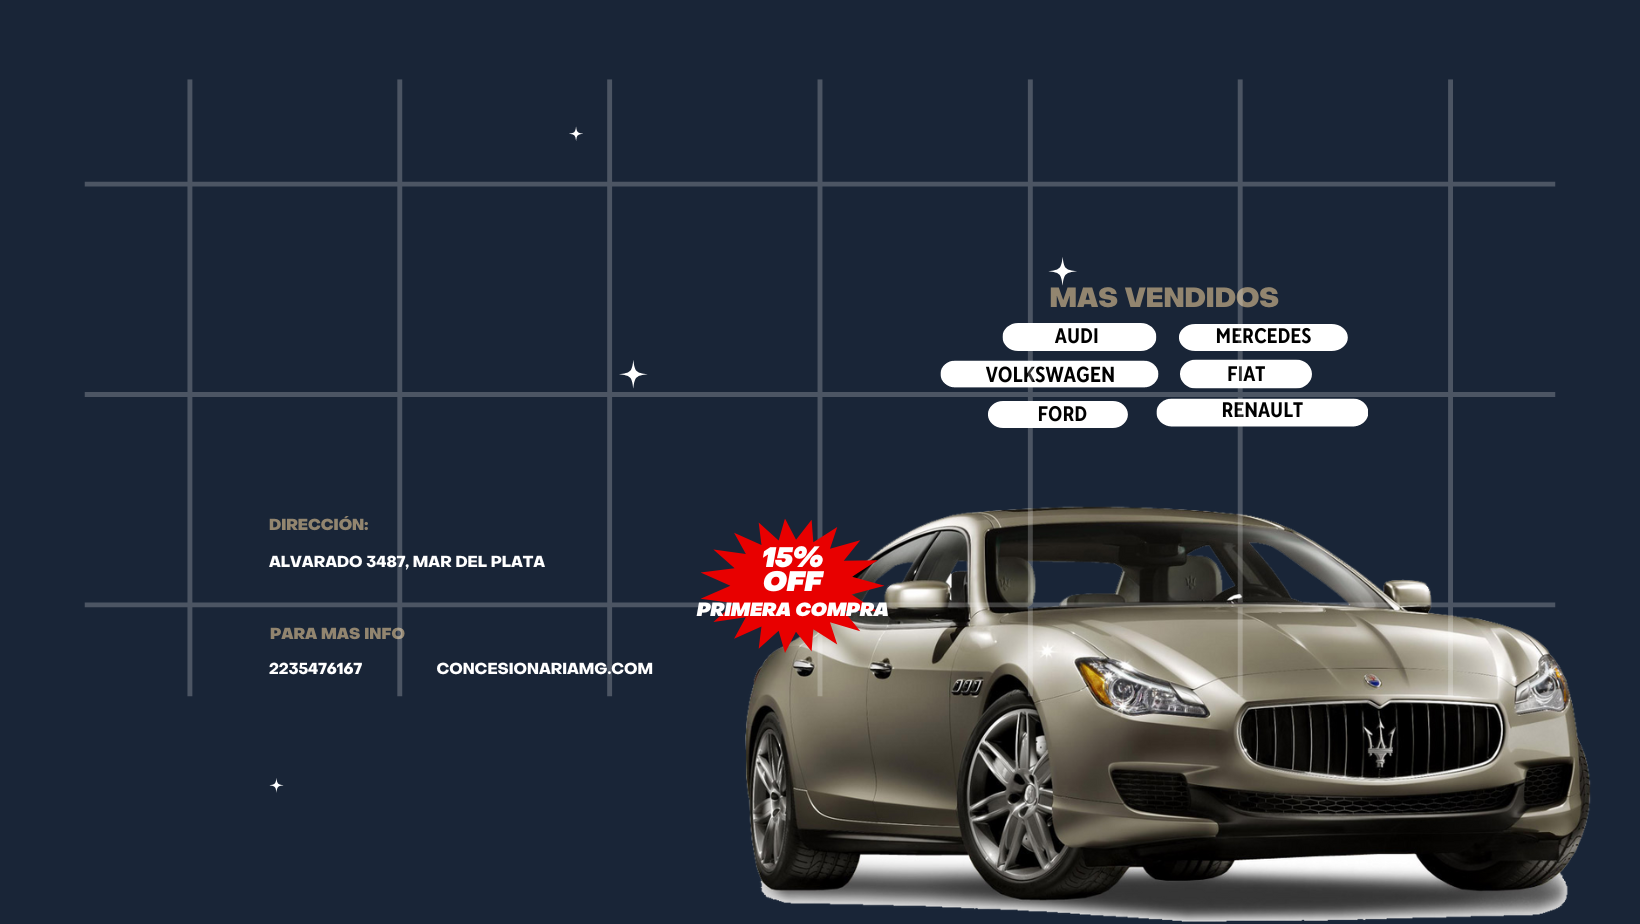 MAS VENDIDOS
AUDI
MERCEDES
VOLKSWAGEN
FIAT
FORD
RENAULT
DIRECCIÓN:
ALVARADO 3487, MAR DEL PLATA
15%
OFF
PRIMERA COMPRA
PARA MAS INFO
2235476167
CONCESIONARIAMG.COM